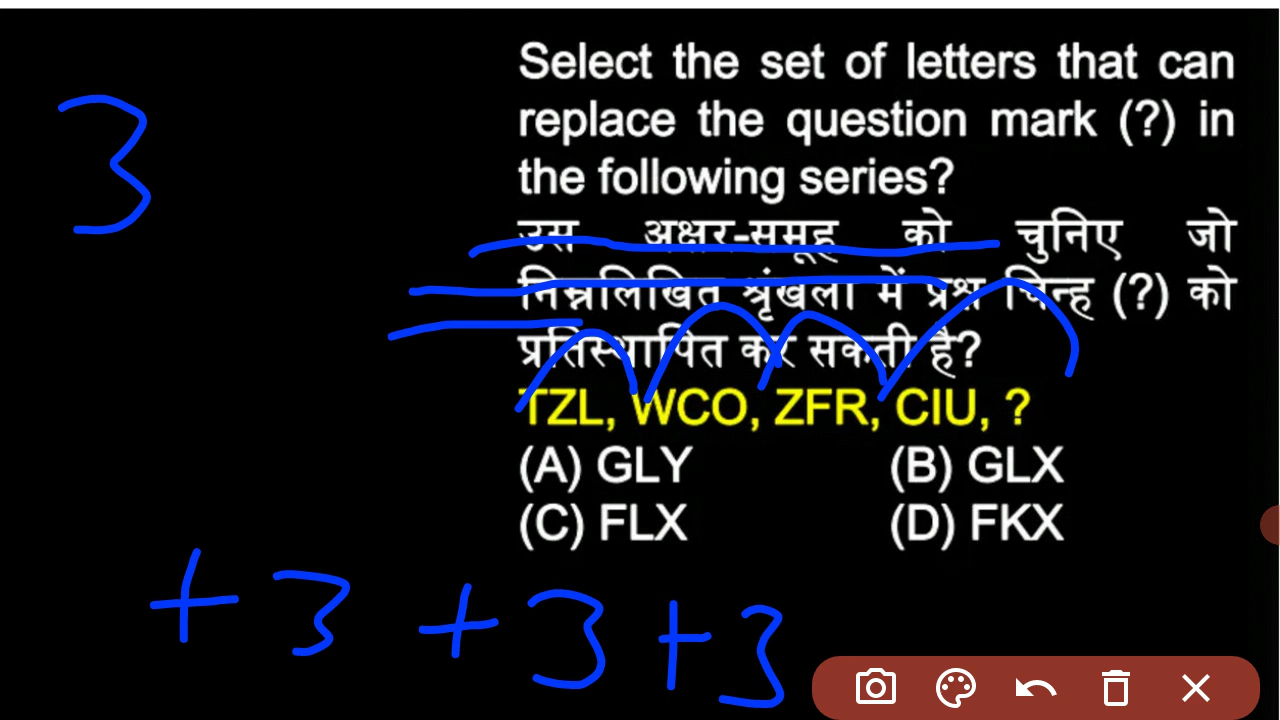 3
Select the set of letters that can
replace the question mark (?) in
the following series?
उस अक्षर-समूह को चुनिए जो
निम्नलिखित श्रृंखला में प्रश्न चिन्ह (?) को
प्रतिस्थापित कर सकती है?
TZL, WCO, ZFR, CIU, ?
(A) GLY (B) GLX
(C) FLX (D) FKX
+3 +3 +3